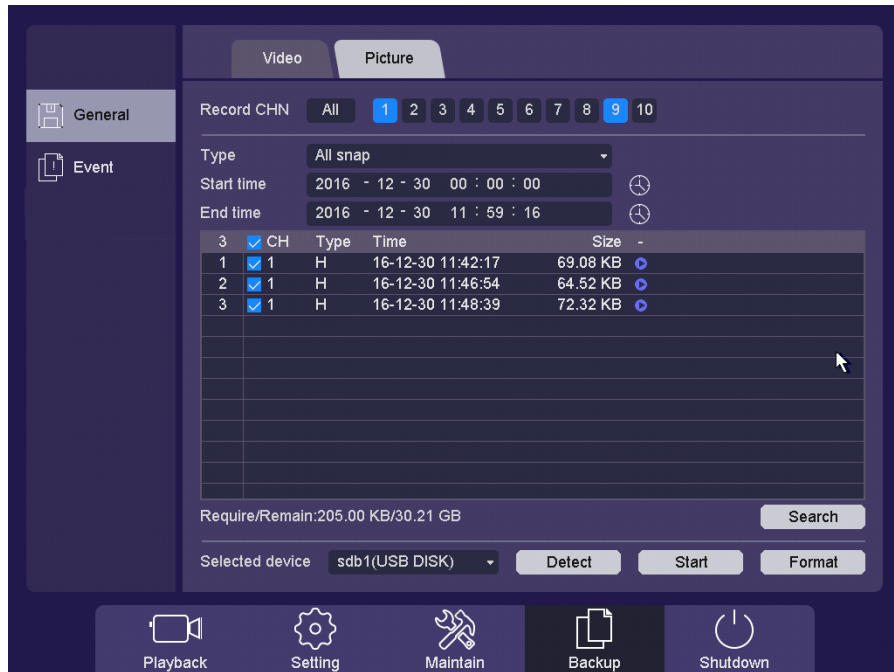 Video Picture
General
Event
Record CHN All 1 2 3 4 5 6 7 8 9 10
Type All snap
Start time 2016 - 12 - 30 00 : 00 : 00
End time 2016 - 12 - 30 11 : 59 : 16
3 CH Type Time Size -
1 1 H 16-12-30 11:42:17 69.08 KB
2 1 H 16-12-30 11:46:54 64.52 KB
3 1 H 16-12-30 11:48:39 72.32 KB
Require/Remain:205.00 KB/30.21 GB Search
Selected device sdb1(USB DISK) Detect Start Format
Playback Setting Maintain Backup Shutdown